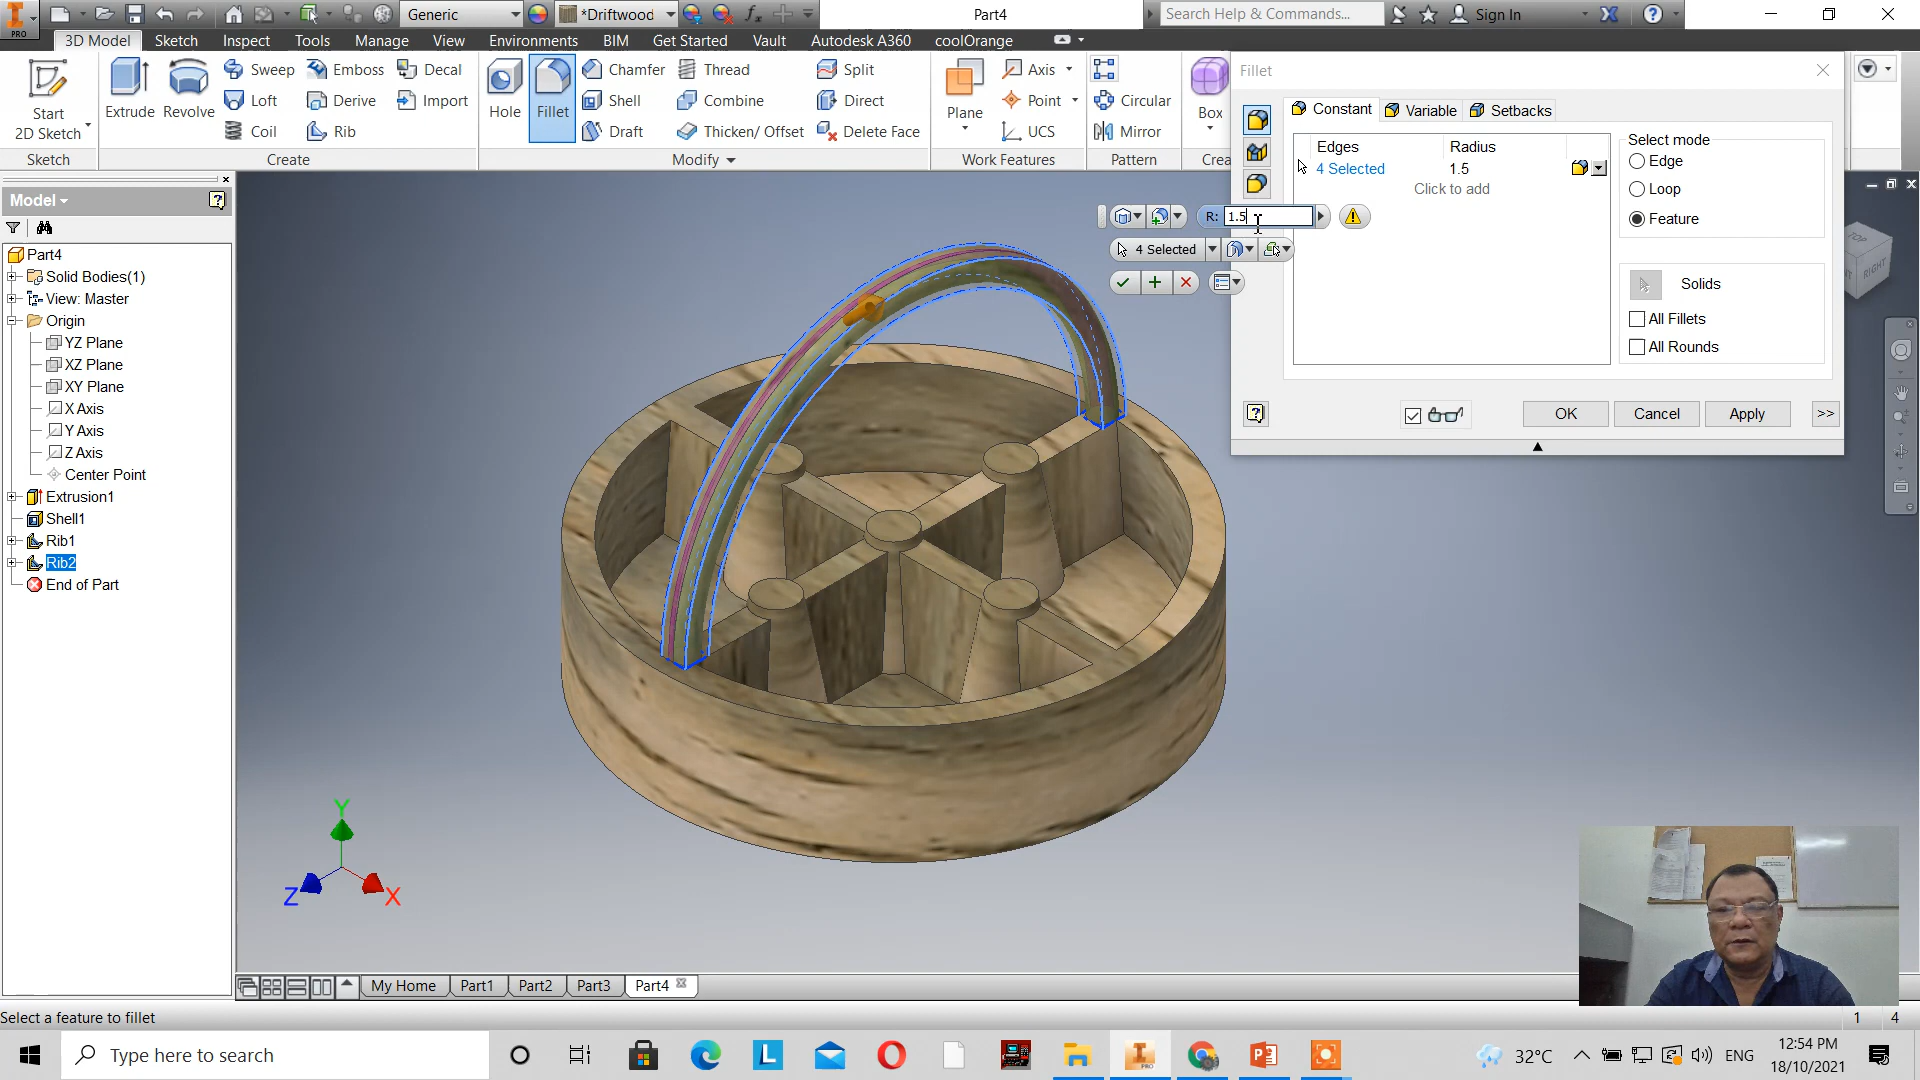 PRO
Generic
*Driftwood
fx
Part4
Search Help & Commands...
Sign In
3D Model
Sketch
Inspect
Tools
Manage
View
Environments
BIM
Get Started
Vault
Autodesk A360
coolOrange
Start
2D Sketch
Extrude
Revolve
Sweep
Loft
Coil
Emboss
Derive
Rib
Decal
Import
Hole
Fillet
Chamfer
Shell
Draft
Thread
Combine
Thicken/ Offset
Split
Direct
Delete Face
Plane
Axis
Point
UCS
Circular
Mirror
Box
Sketch
Create
Modify
Work Features
Pattern
Crea
Fillet
Constant
Variable
Setbacks
Edges
Radius
4 Selected
1.5
Click to add
Select mode
Edge
Loop
Feature
Solids
All Fillets
All Rounds
OK
Cancel
Apply
>>
R: 1.5
4 Selected
TOP
RIGHT
Model
Part4
Solid Bodies(1)
View: Master
Origin
YZ Plane
XZ Plane
XY Plane
X Axis
Y Axis
Z Axis
Center Point
Extrusion1
Shell1
Rib1
Rib2
End of Part
Y
Z
X
My Home
Part1
Part2
Part3
Part4
Select a feature to fillet
1
4
Type here to search
L
PRO
32°C
ENG
12:54 PM
18/10/2021